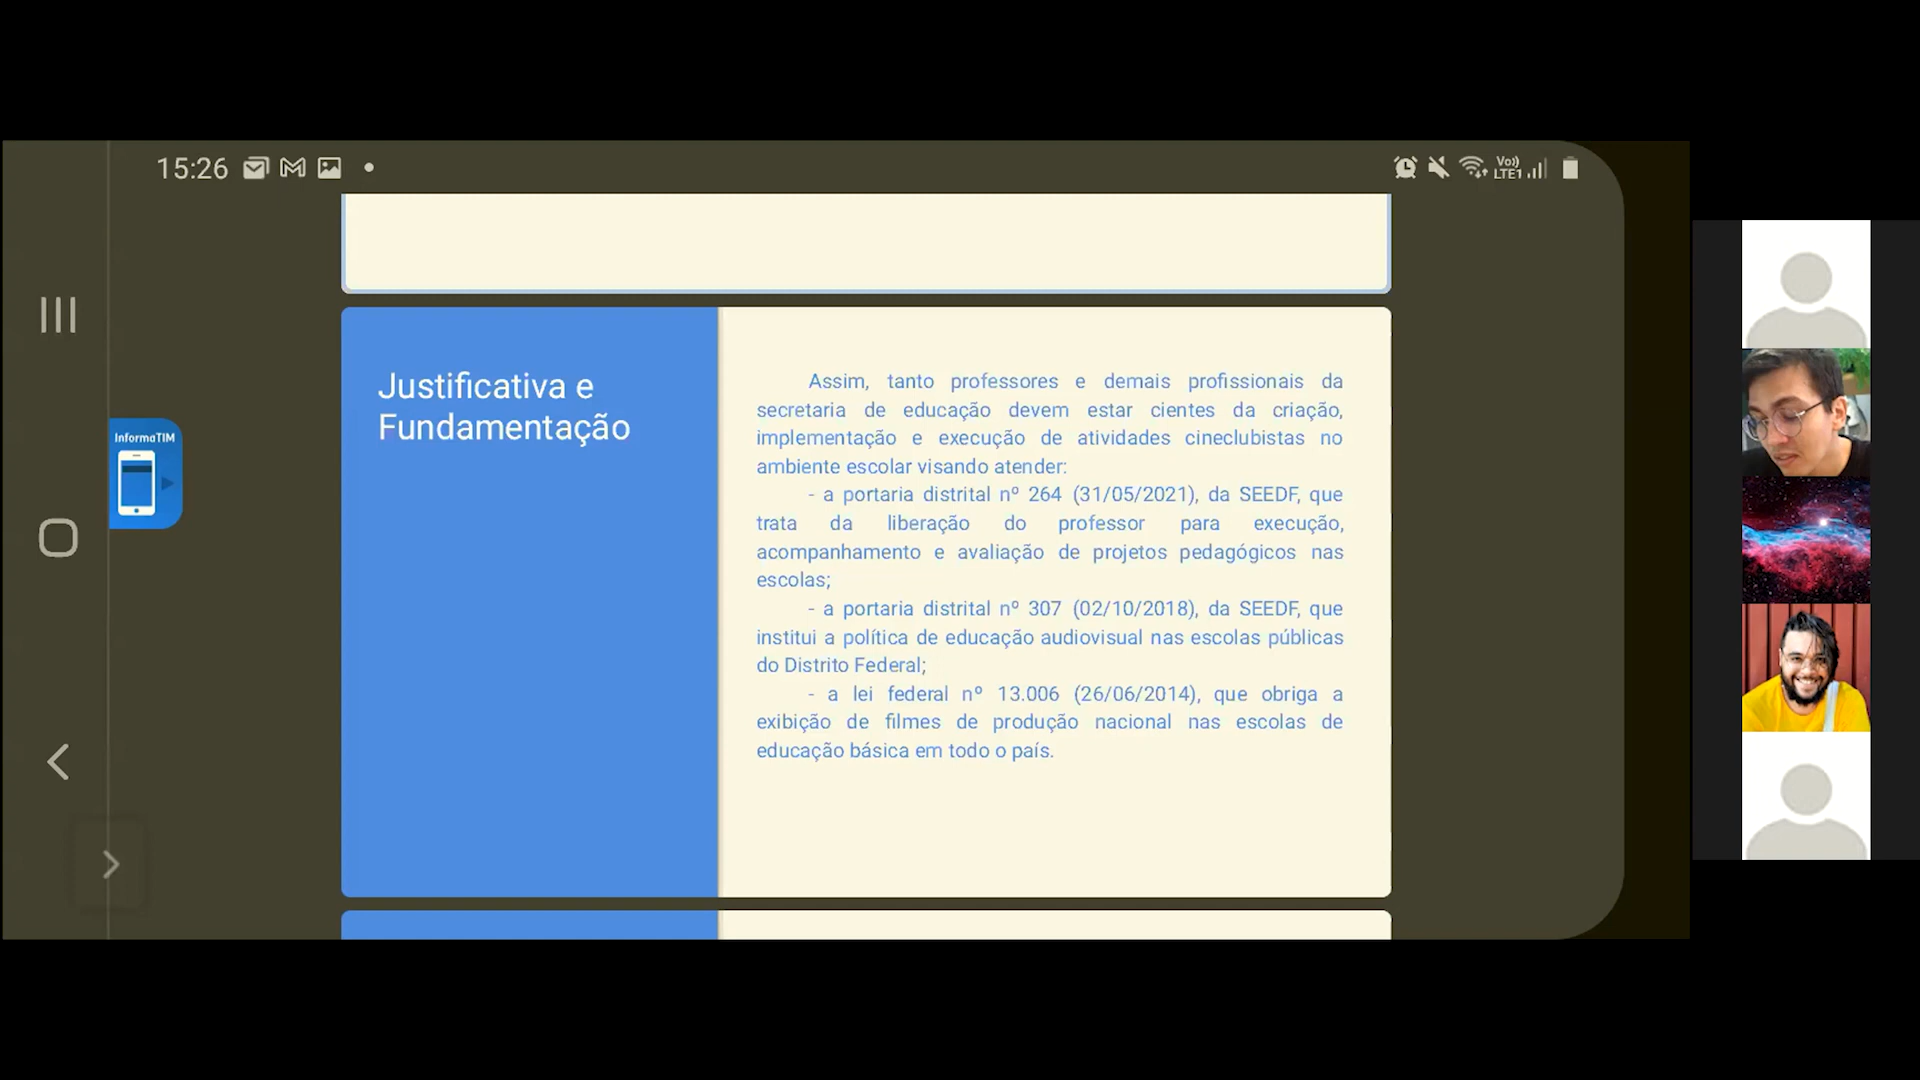 15:26
Vo))
LTE1
InformaTIM
Justificativa e
Fundamentação
Assim, tanto professores e demais profissionais da
secretaria de educação devem estar cientes da criação,
implementação e execução de atividades cineclubistas no
ambiente escolar visando atender:
- a portaria distrital nº 264 (31/05/2021), da SEEDF, que
trata da liberação do professor para execução,
acompanhamento e avaliação de projetos pedagógicos nas
escolas;
- a portaria distrital nº 307 (02/10/2018), da SEEDF, que
institui a política de educação audiovisual nas escolas públicas
do Distrito Federal;
- a lei federal nº 13.006 (26/06/2014), que obriga a
exibição de filmes de produção nacional nas escolas de
educação básica em todo o país.